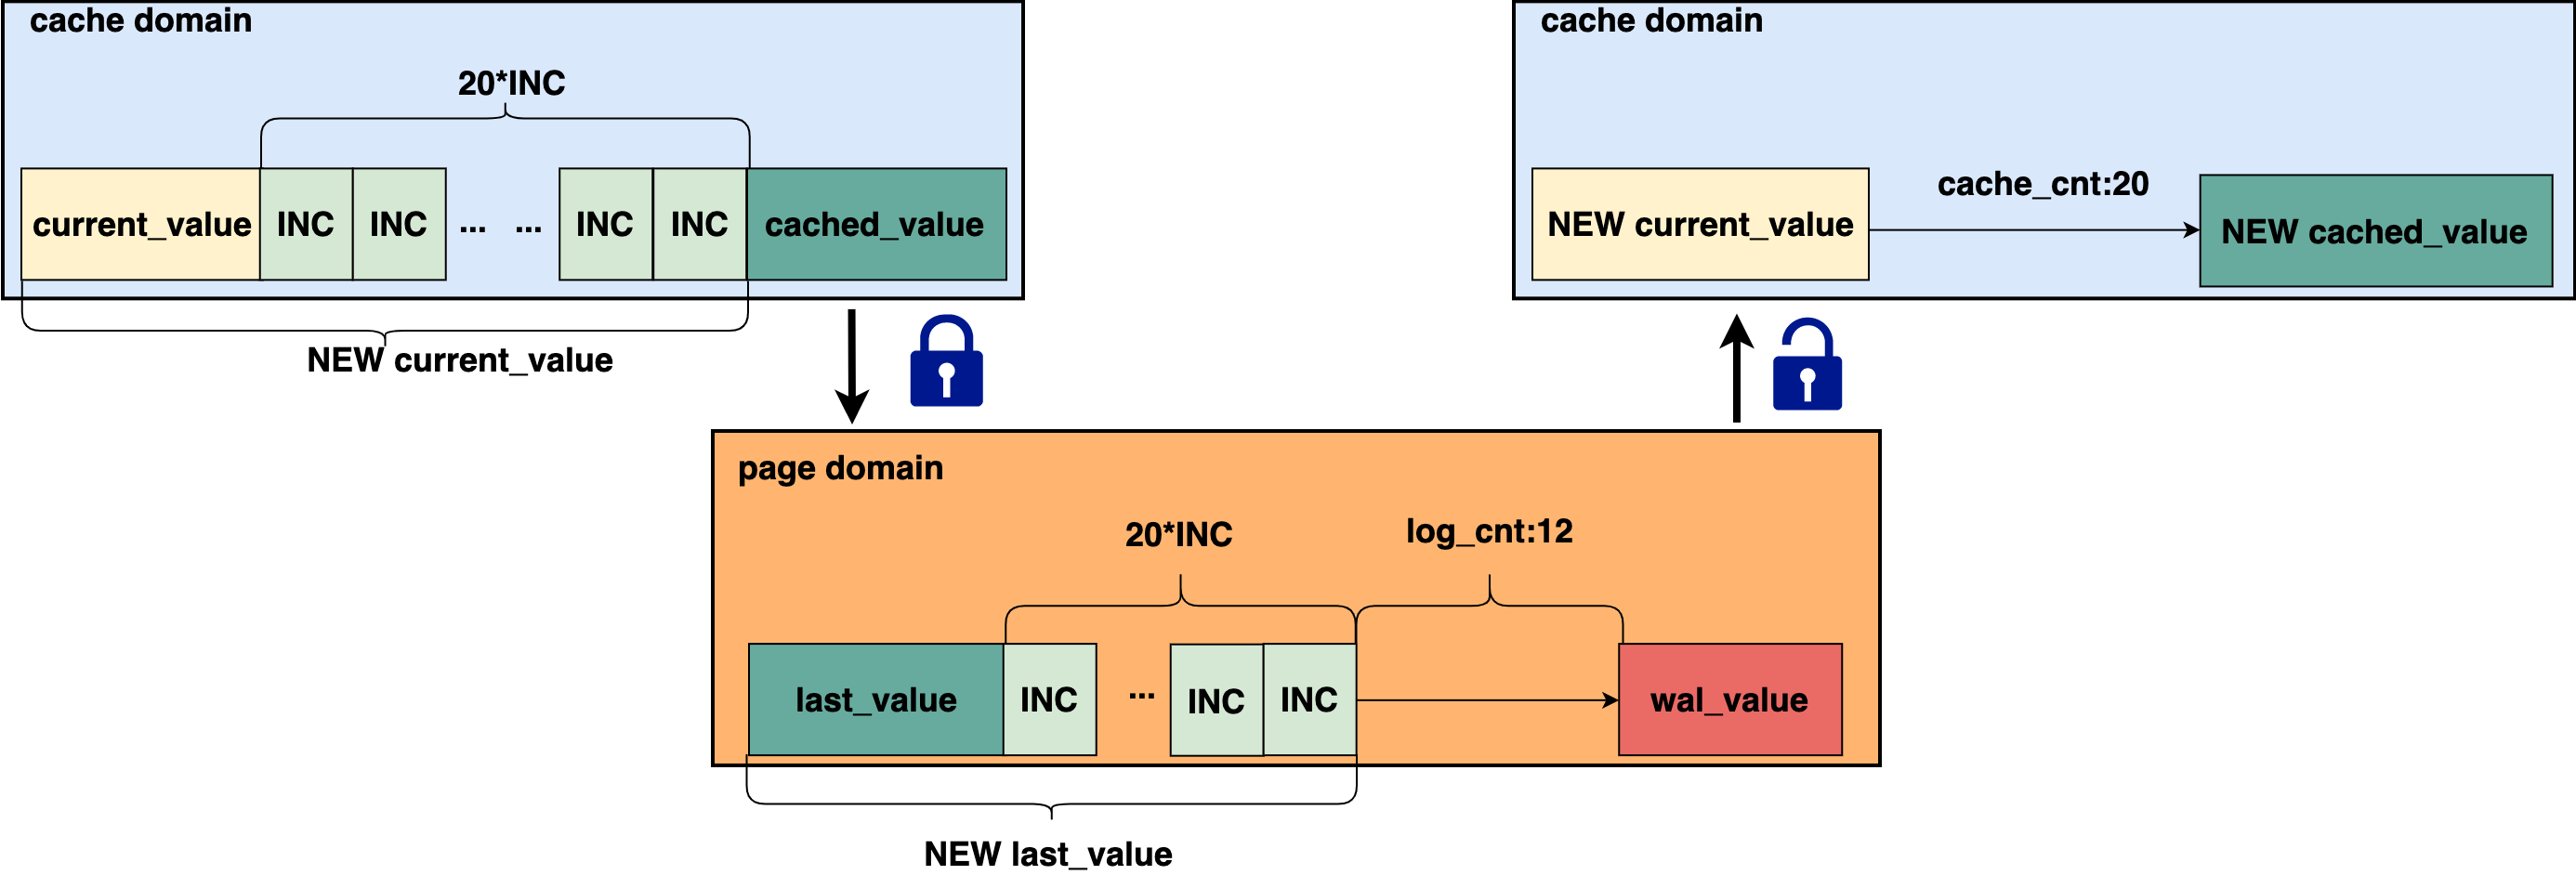 cache domain
20*INC
current_value INC INC ... ... INC INC cached_value
NEW current_value
cache domain
cache_cnt:20
NEW current_value
NEW cached_value
page domain
20*INC
log_cnt:12
last_value INC ... INC INC wal_value
NEW last_value